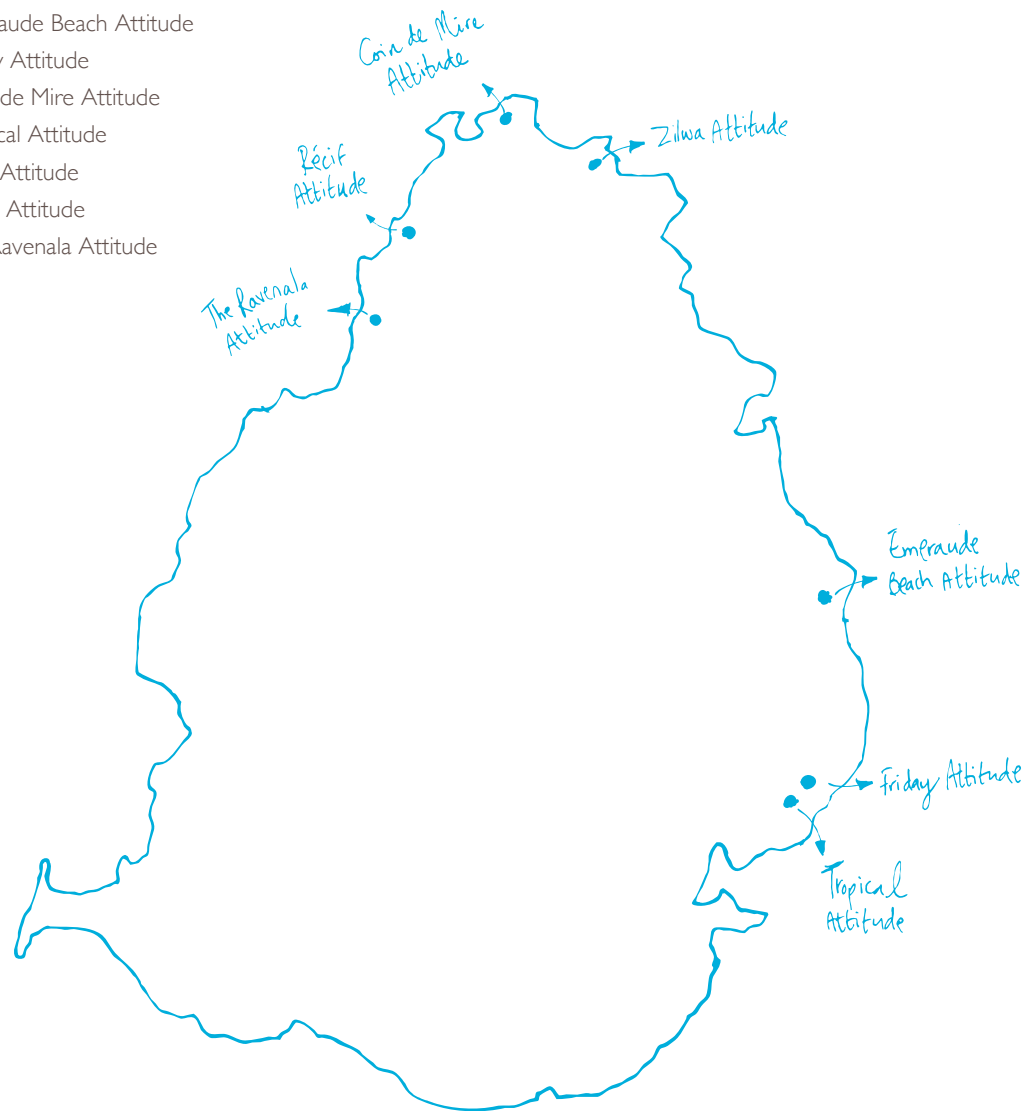 aude Beach Attitude
y Attitude
de Mire Attitude
cal Attitude
Attitude
Attitude
avenala Attitude
Coin de Mire
Attitude
Zilwa Attitude
Récif
Attitude
The Ravenala
Attitude
Emeraude
Beach Attitude
Friday Attitude
Tropical
Attitude